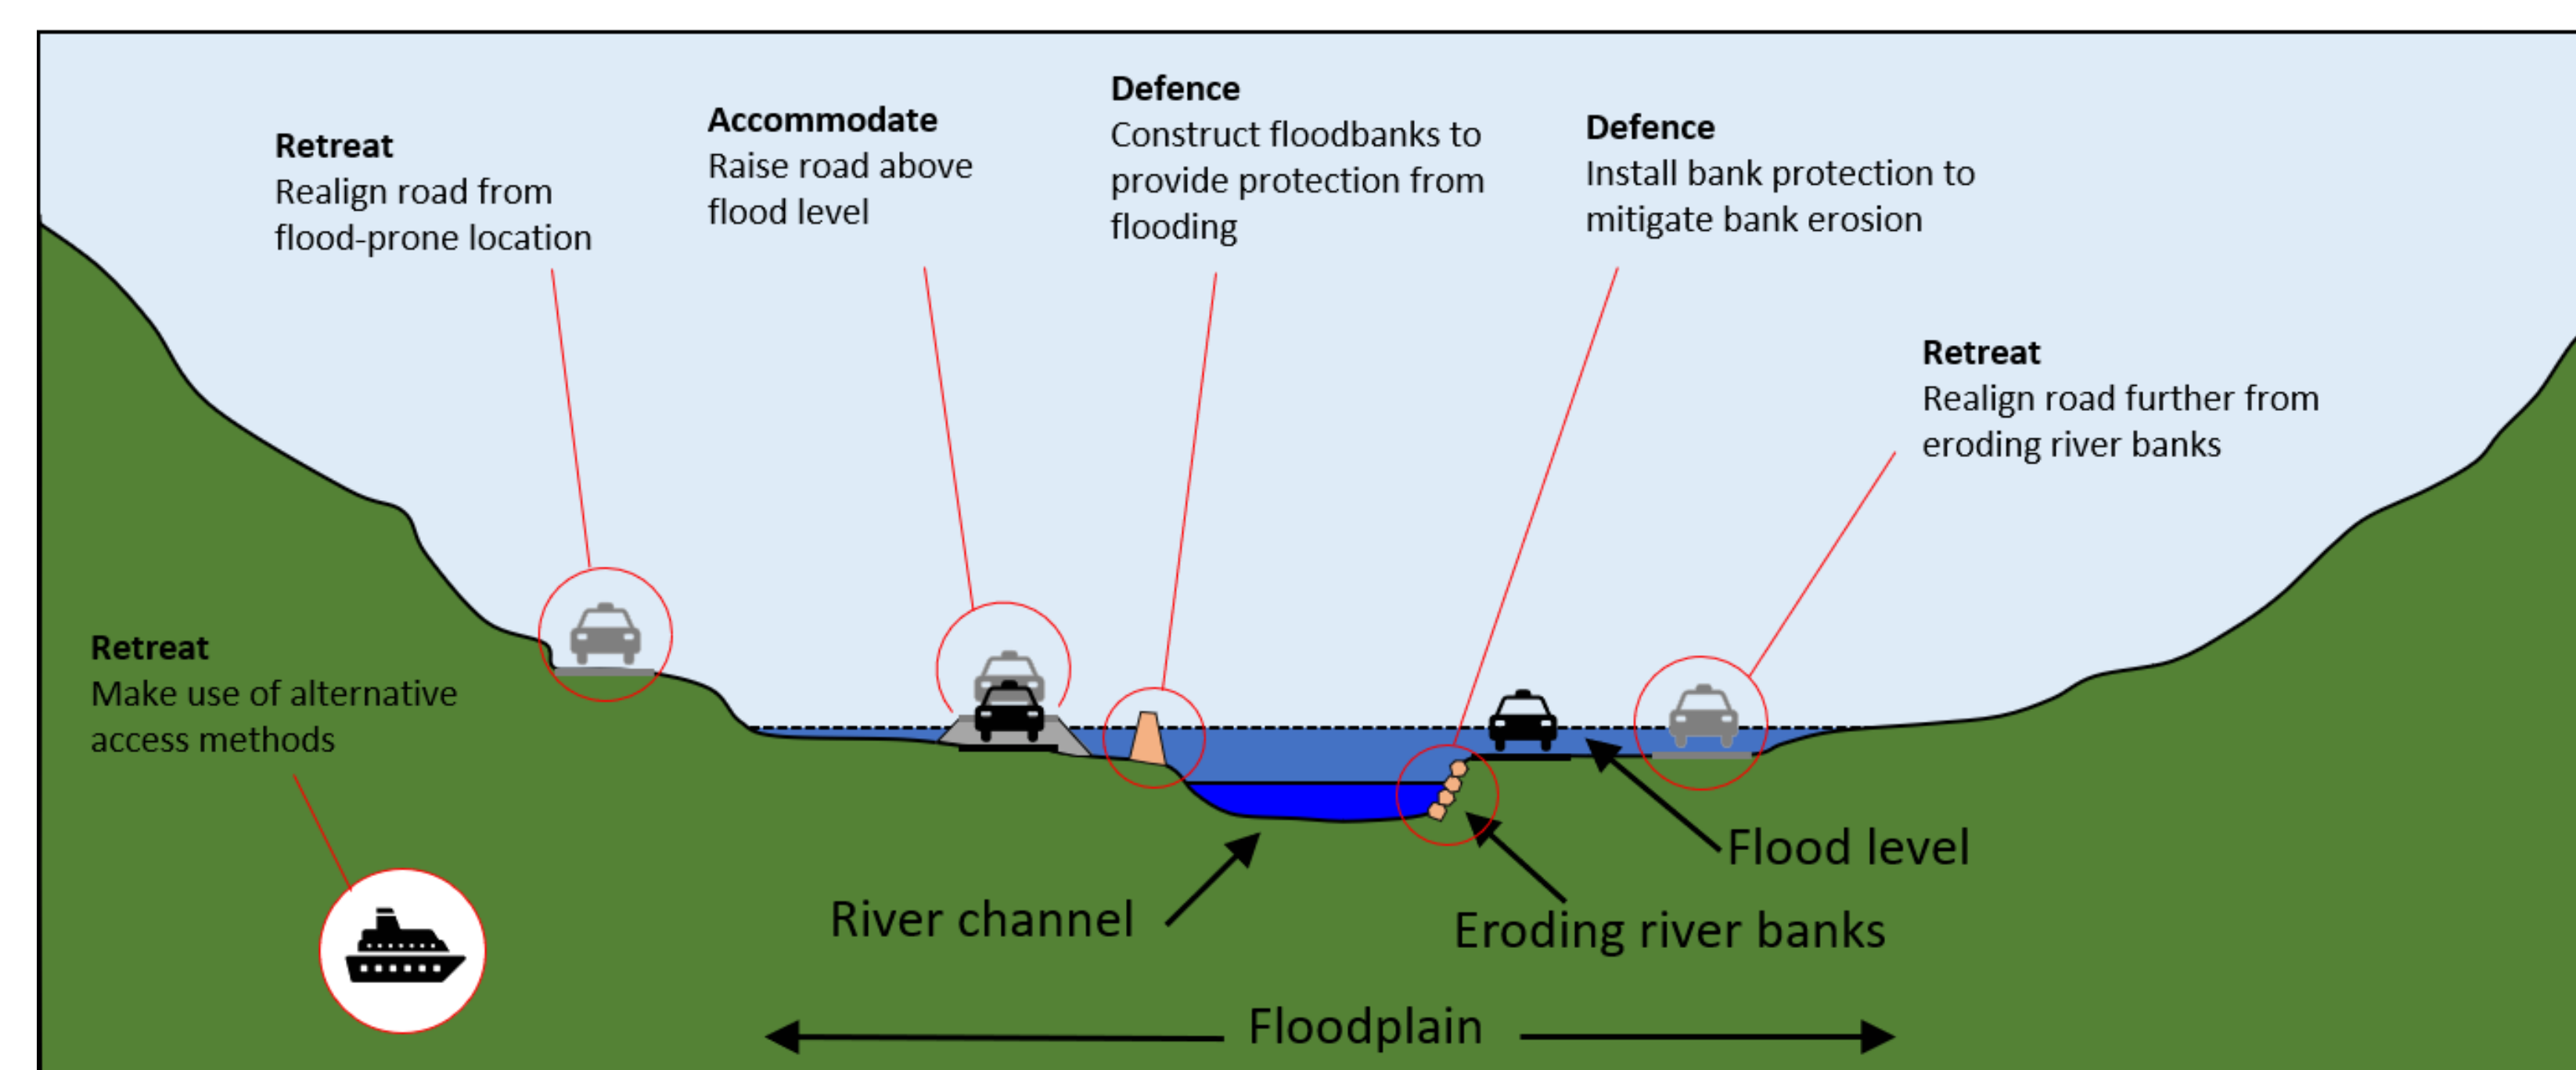 Defence
Construct floodbanks to
provide protection from
flooding
Accommodate
Raise road above
flood level
Defence
Install bank protection to
mitigate bank erosion
Retreat
Realign road from
flood-prone location
Retreat
Realign road further from
eroding river banks
Retreat
Make use of alternative
access methods
Flood level
River channel
Eroding river banks
Floodplain